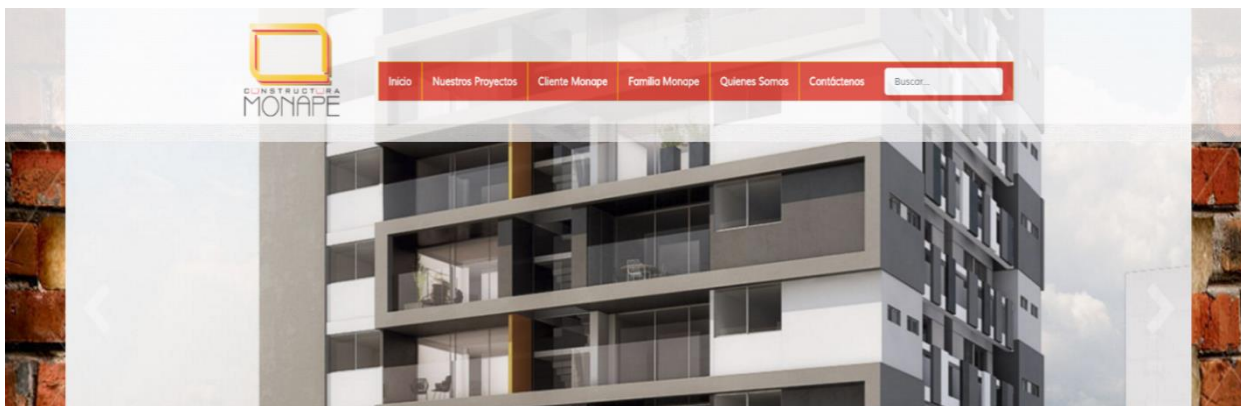 CONSTRUCTORA
MONAPE
Inicio
Nuestros Proyectos
Cliente Monape
Familia Monape
Quienes Somos
Contáctenos
Buscar...